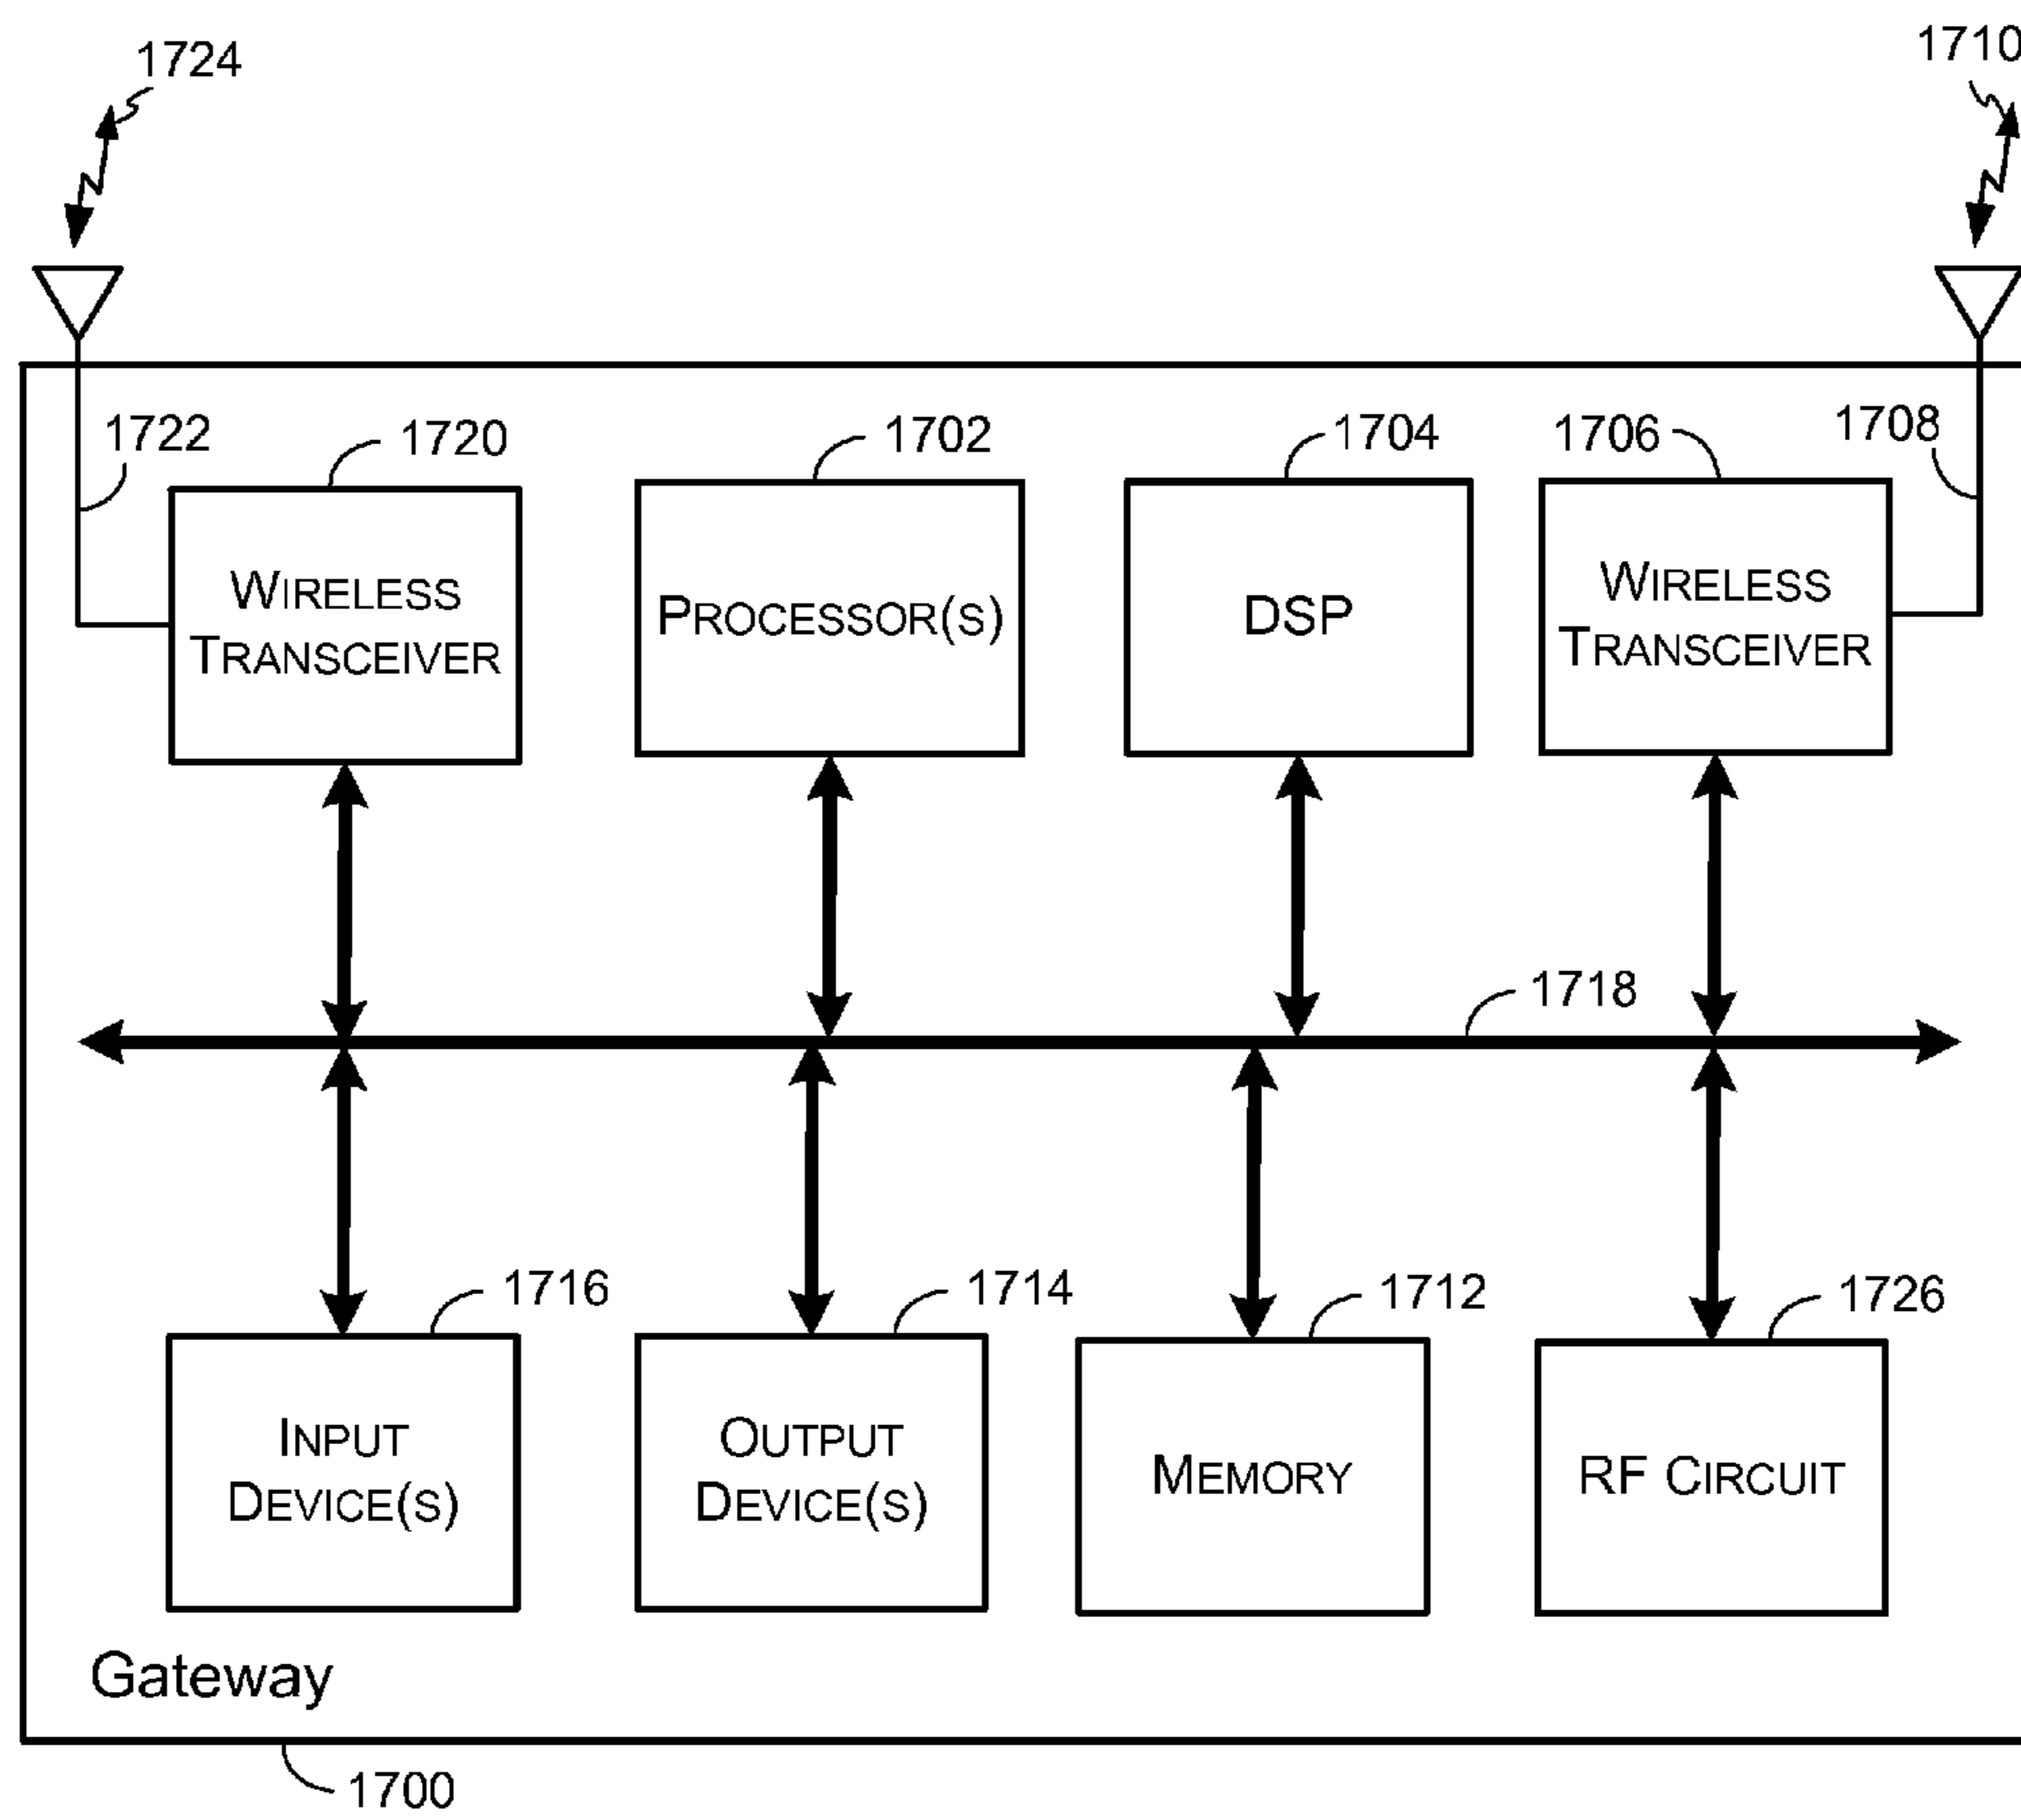 1724
1710
1722
1720
1702
1704
1706
1708
WIRELESS
TRANSCEIVER
PROCESSOR(S)
DSP
WIRELESS
TRANSCEIVER
1718
1716
1714
1712
1726
INPUT
DEVICE(S)
OUTPUT
DEVICE(S)
MEMORY
RF CIRCUIT
Gateway
1700